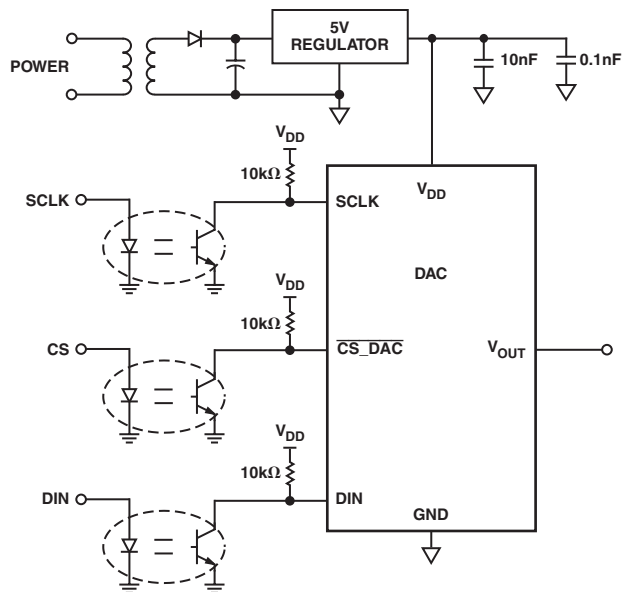 5V
REGULATOR
POWER
10nF
0.1nF
VDD
10kΩ
SCLK
SCLK
VDD
DAC
VDD
10kΩ
CS
CS_DAC
VOUT
VDD
10kΩ
DIN
DIN
GND